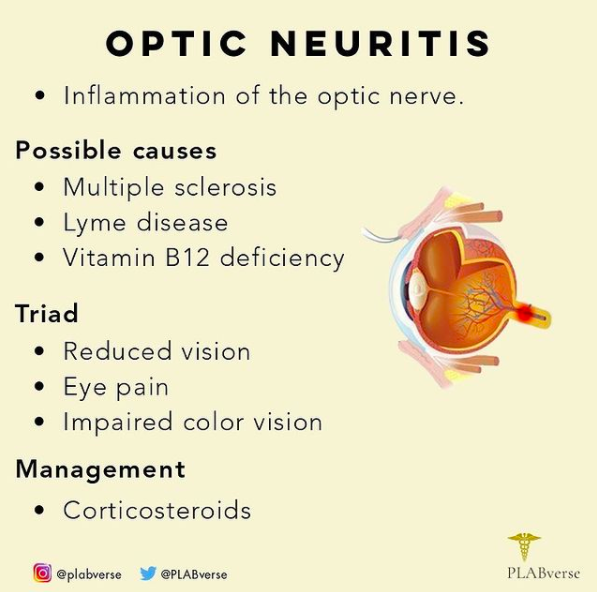 OPTIC NEURITIS
• Inflammation of the optic nerve.
Possible causes
• Multiple sclerosis
• Lyme disease
• Vitamin B12 deficiency
Triad
• Reduced vision
• Eye pain
• Impaired color vision
Management
• Corticosteroids
@plabverse @PLABverse
PLABverse